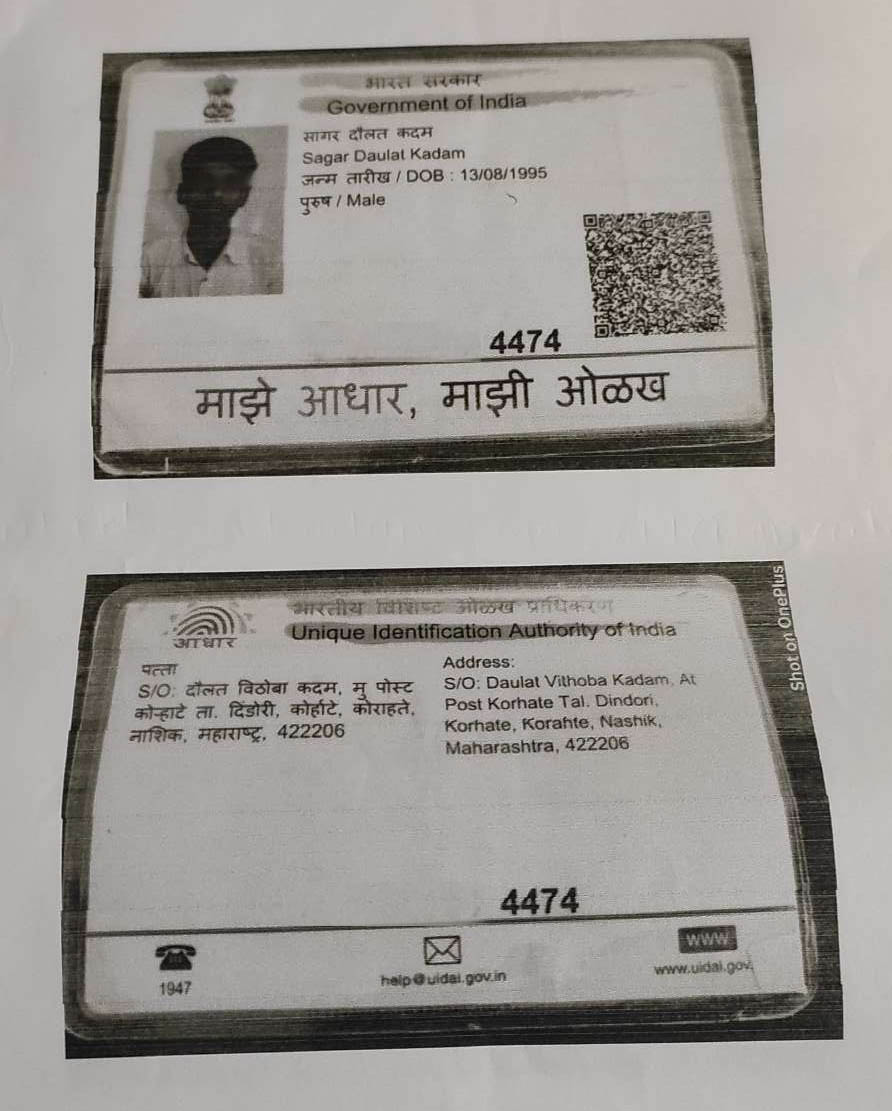 भारत सरकार
Government of India
सागर दौलत कदम
Sagar Daulat Kadam
जन्म तारीख / DOB : 13/08/1995
पुरुष / Male
4474
माझे आधार, माझी ओळख
Shot on OnePlus
भारतीय विशिष्ट ओळख प्राधिकरण
Unique Identification Authority of India
आधार
पत्ता
S/O: दौलत विठोबा कदम, मु पोस्ट
कोऱ्हाटे ता. दिंडोरी, कोर्हाटे, कोराहते,
नाशिक, महाराष्ट्र, 422206
Address:
S/O: Daulat Vithoba Kadam, At
Post Korhate Tal. Dindori,
Korhate, Korahte, Nashik,
Maharashtra, 422206
4474
1947
help@uidai.gov.in
www
www.uidai.gov